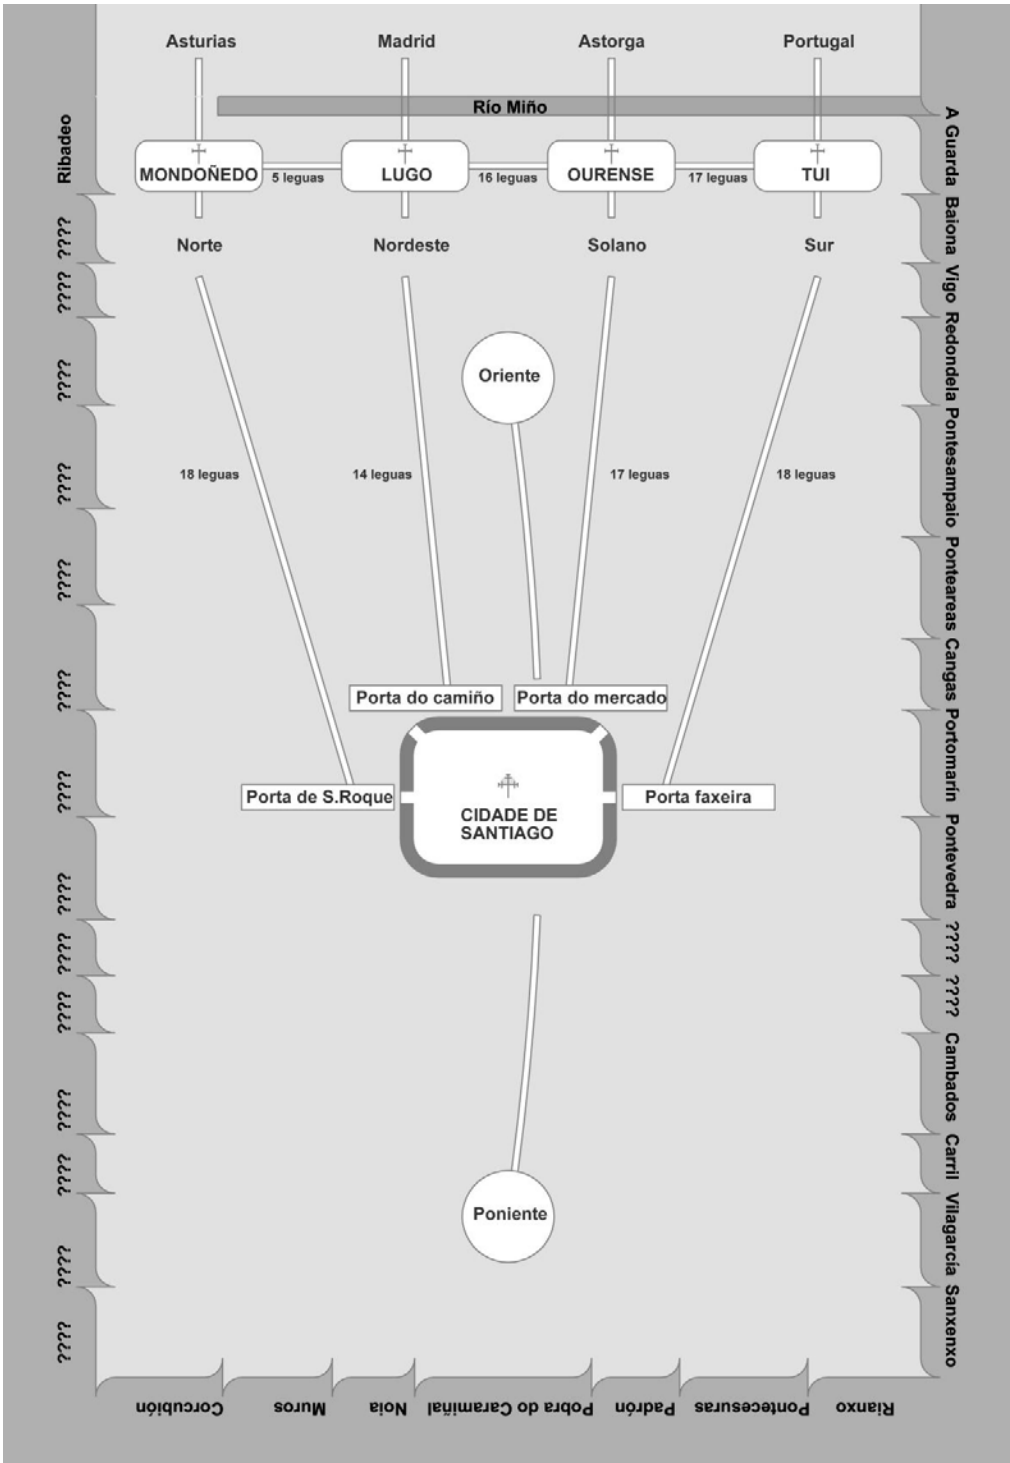 Asturias
Madrid
Astorga
Portugal
Río Miño
MONDOÑEDO
5 leguas
LUGO
16 leguas
OURENSE
17 leguas
TUI
Norte
Nordeste
Solano
Sur
Oriente
18 leguas
14 leguas
17 leguas
18 leguas
Porta do camiño
Porta do mercado
Porta de S.Roque
Porta faxeira
CIDADE DE
SANTIAGO
Poniente
Ribadeo
????
????
????
????
????
????
????
????
????
????
????
????
????
????
A Guarda
Baiona
Vigo
Redondela
Pontesampaio
Ponteareas
Cangas
Portomarín
Pontevedra
????
????
Cambados
Carril
Vilagarcía
Sanxenxo
Corcubión
Muros
Noia
Pobra do Caramiñal
Padrón
Pontecesuras
Rianxo